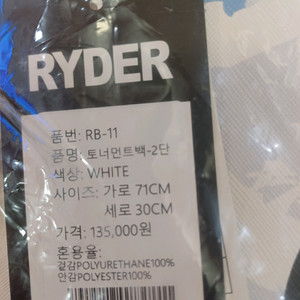 RYDER
품번: RB-11
품명: 토너먼트백-2단
색상: WHITE
사이즈: 가로 71CM
세로 30CM
가격: 135,000원
혼용율:
겉감POLYURETHANE100%
안감POLYESTER100%